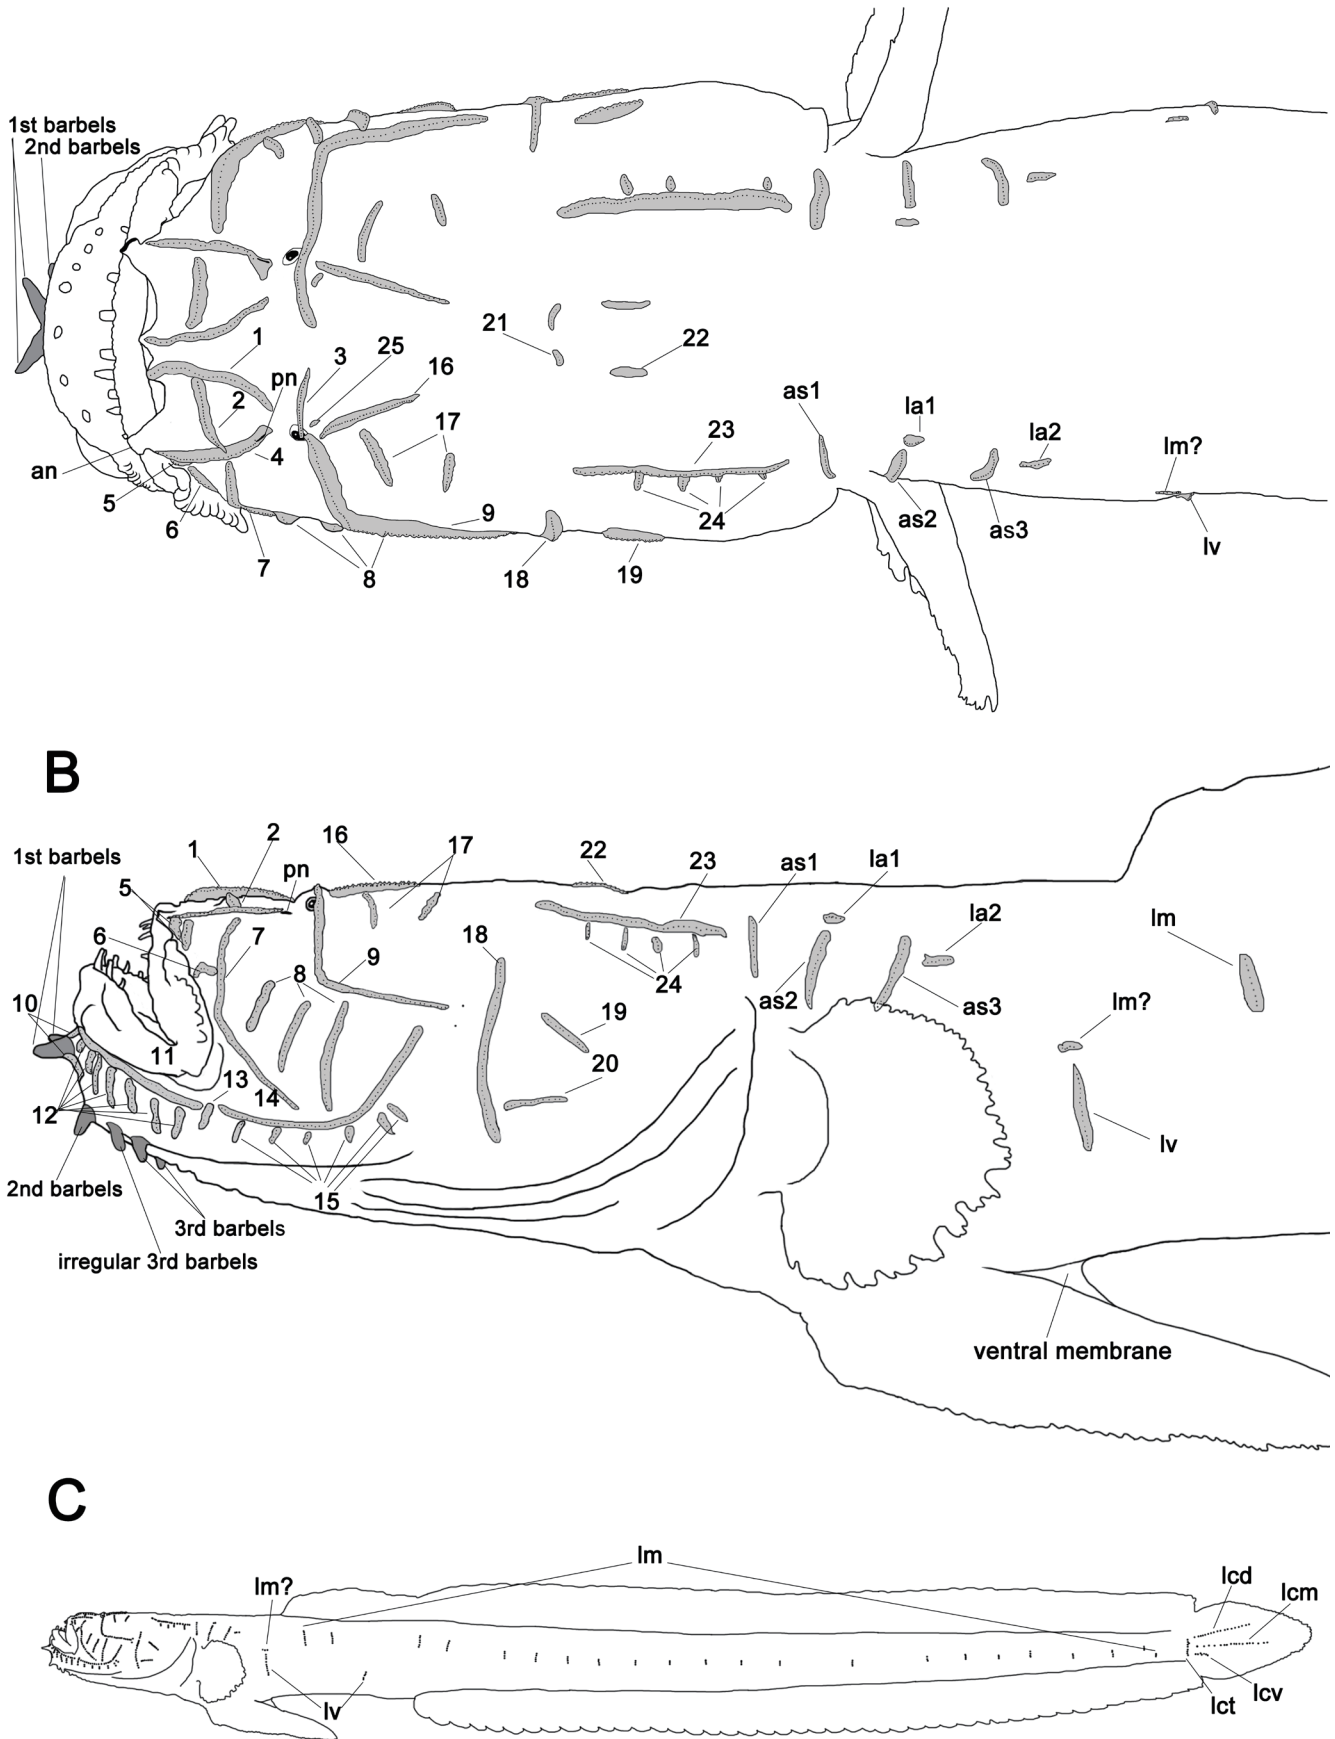 1st barbels
2nd barbels
1
pn
2
3
25
16
17
4
an
5
6
7
8
9
18
19
21
22
23
24
as1
la1
la2
as2
as3
lm?
lv
B
1st barbels
1
2
pn
16
17
22
23
as1
la1
5
6
7
8
9
18
24
as2
la2
as3
lm
10
11
12
13
14
15
19
20
lm?
lv
2nd barbels
3rd barbels
irregular 3rd barbels
ventral membrane
C
lm
lm?
lv
lcd
lcm
lcv
lct